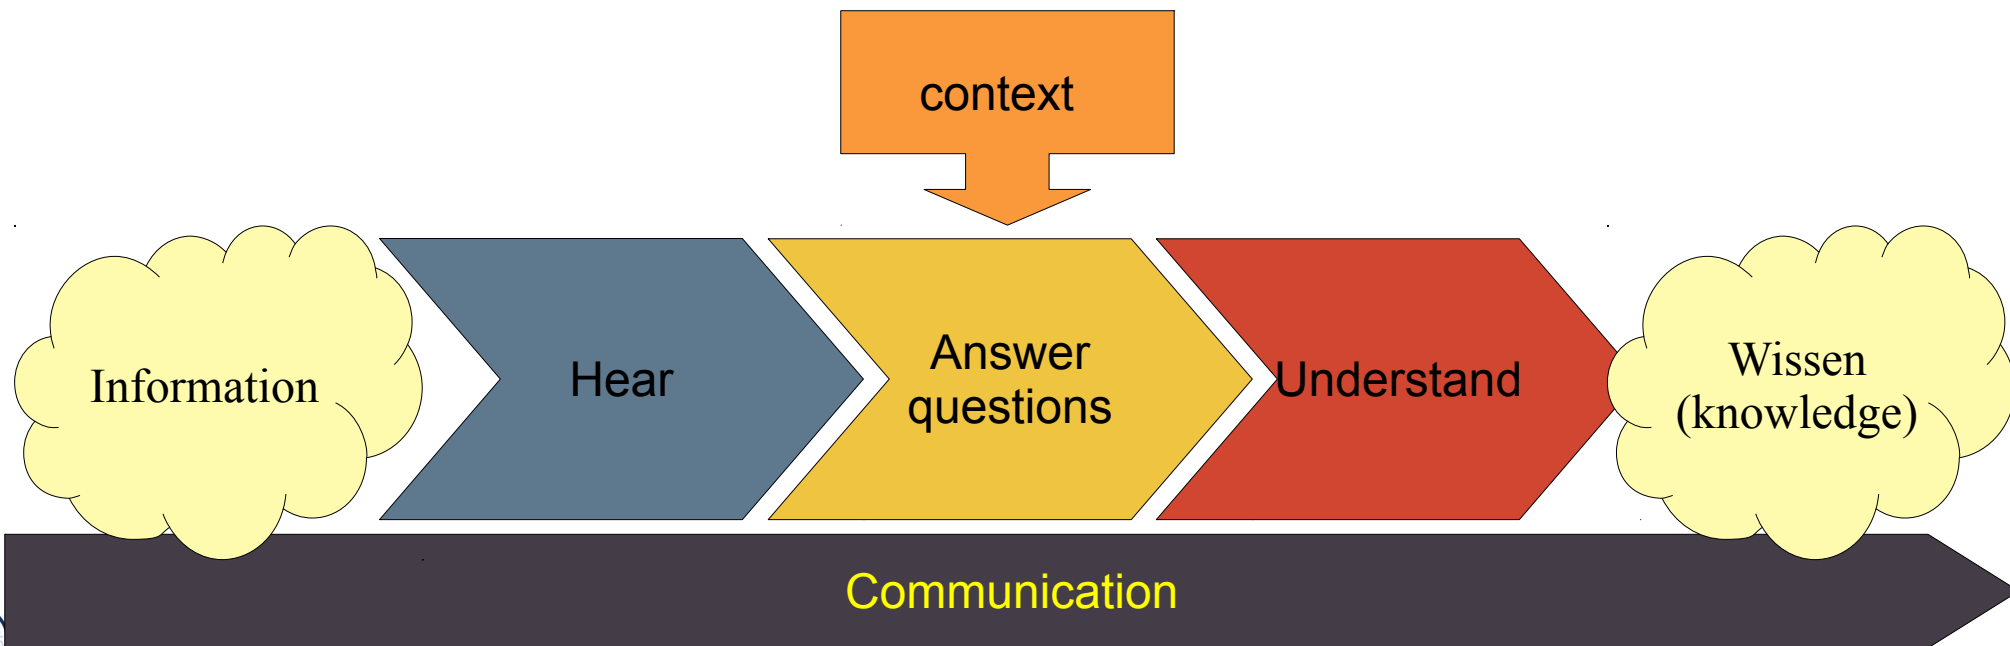 context
Information
Hear
Answer
questions
Understand
Wissen
(knowledge)
Communication